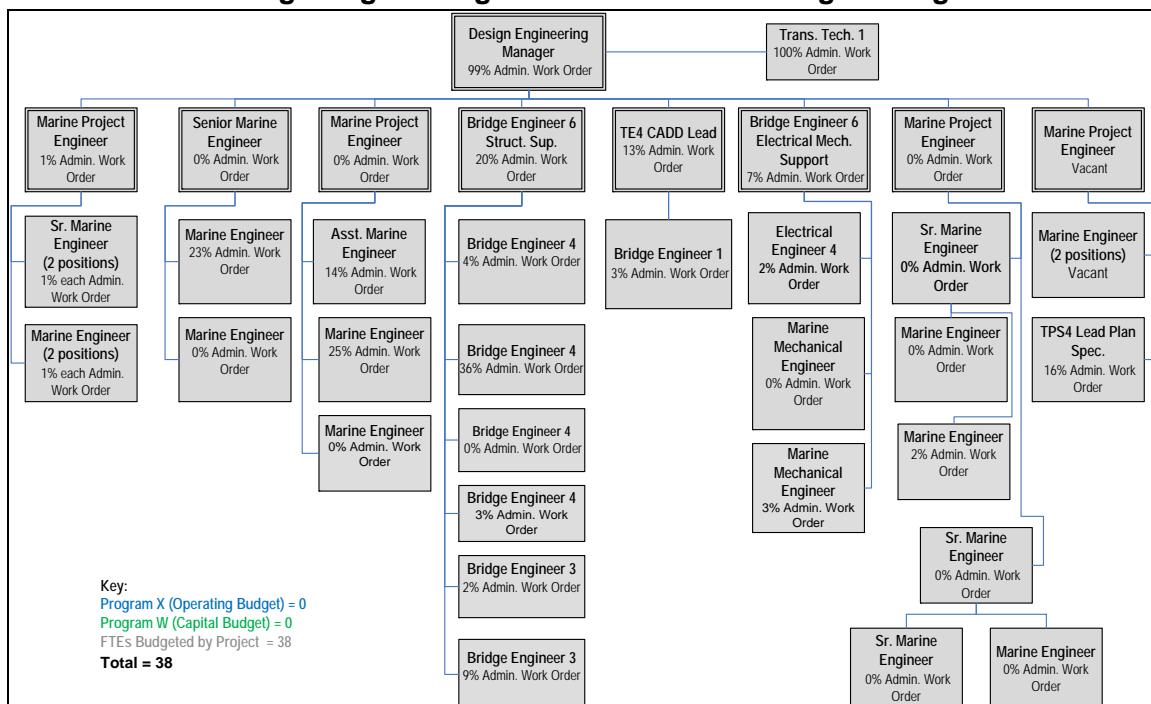 Design Engineering
Manager
99% Admin. Work Order
Trans. Tech. 1
100% Admin. Work
Order
Marine Project
Engineer
1% Admin. Work
Order
Senior Marine
Engineer
0% Admin. Work
Order
Marine Project
Engineer
0% Admin. Work
Order
Bridge Engineer 6
Struct. Sup.
20% Admin. Work
Order
TE4 CADD Lead
13% Admin. Work
Order
Bridge Engineer 6
Electrical Mech.
Support
7% Admin. Work Order
Marine Project
Engineer
0% Admin. Work
Order
Marine Project
Engineer
Vacant
Sr. Marine
Engineer
(2 positions)
1% each Admin.
Work Order
Marine Engineer
(2 positions)
1% each Admin.
Work Order
Marine Engineer
23% Admin. Work
Order
Marine Engineer
0% Admin. Work
Order
Asst. Marine
Engineer
14% Admin. Work
Order
Marine Engineer
25% Admin. Work
Order
Marine Engineer
0% Admin. Work
Order
Bridge Engineer 4
4% Admin. Work Order
Bridge Engineer 4
36% Admin. Work Order
Bridge Engineer 4
0% Admin. Work Order
Bridge Engineer 4
3% Admin. Work
Order
Bridge Engineer 3
2% Admin. Work Order
Bridge Engineer 3
9% Admin. Work Order
Bridge Engineer 1
3% Admin. Work Order
Electrical
Engineer 4
2% Admin. Work
Order
Marine
Mechanical
Engineer
0% Admin. Work
Order
Marine
Mechanical
Engineer
3% Admin. Work
Order
Sr. Marine
Engineer
0% Admin. Work
Order
Marine Engineer
0% Admin. Work
Order
Marine Engineer
2% Admin. Work
Order
Sr. Marine
Engineer
0% Admin. Work
Order
Sr. Marine
Engineer
0% Admin. Work
Order
Marine Engineer
0% Admin. Work
Order
Marine Engineer
(2 positions)
Vacant
TPS4 Lead Plan
Spec.
16% Admin. Work
Order
Key:
Program X (Operating Budget) = 0
Program W (Capital Budget) = 0
FTEs Budgeted by Project = 38
Total = 38